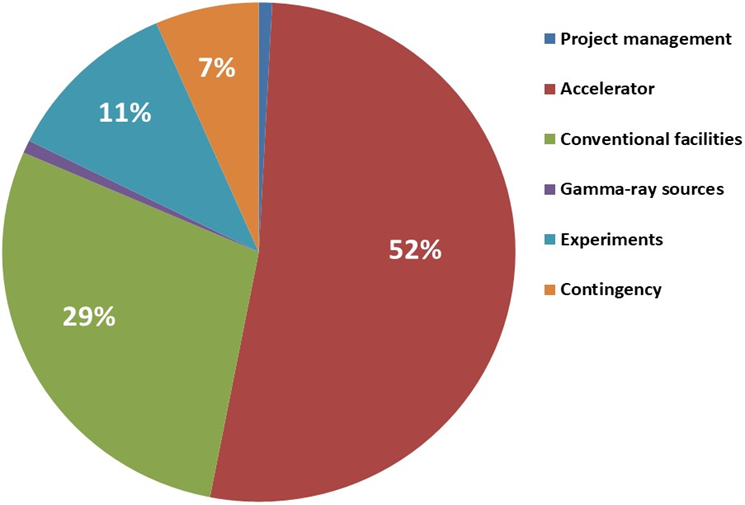 7%
11%
52%
29%
Project management
Accelerator
Conventional facilities
Gamma-ray sources
Experiments
Contingency